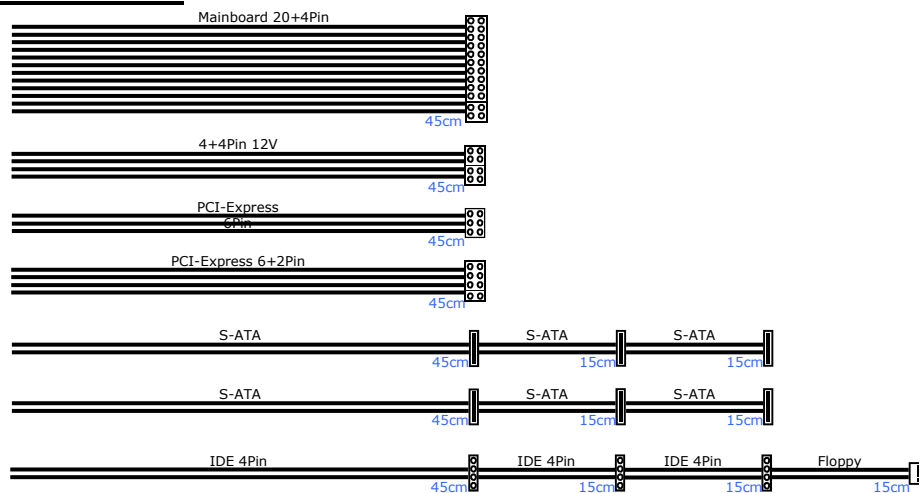 Mainboard 20+4Pin
45cm
4+4Pin 12V
45cm
PCI-Express
6Pin
45cm
PCI-Express 6+2Pin
45cm
S-ATA S-ATA S-ATA
45cm 15cm 15cm
S-ATA S-ATA S-ATA
45cm 15cm 15cm
IDE 4Pin IDE 4Pin IDE 4Pin Floppy
45cm 15cm 15cm 15cm